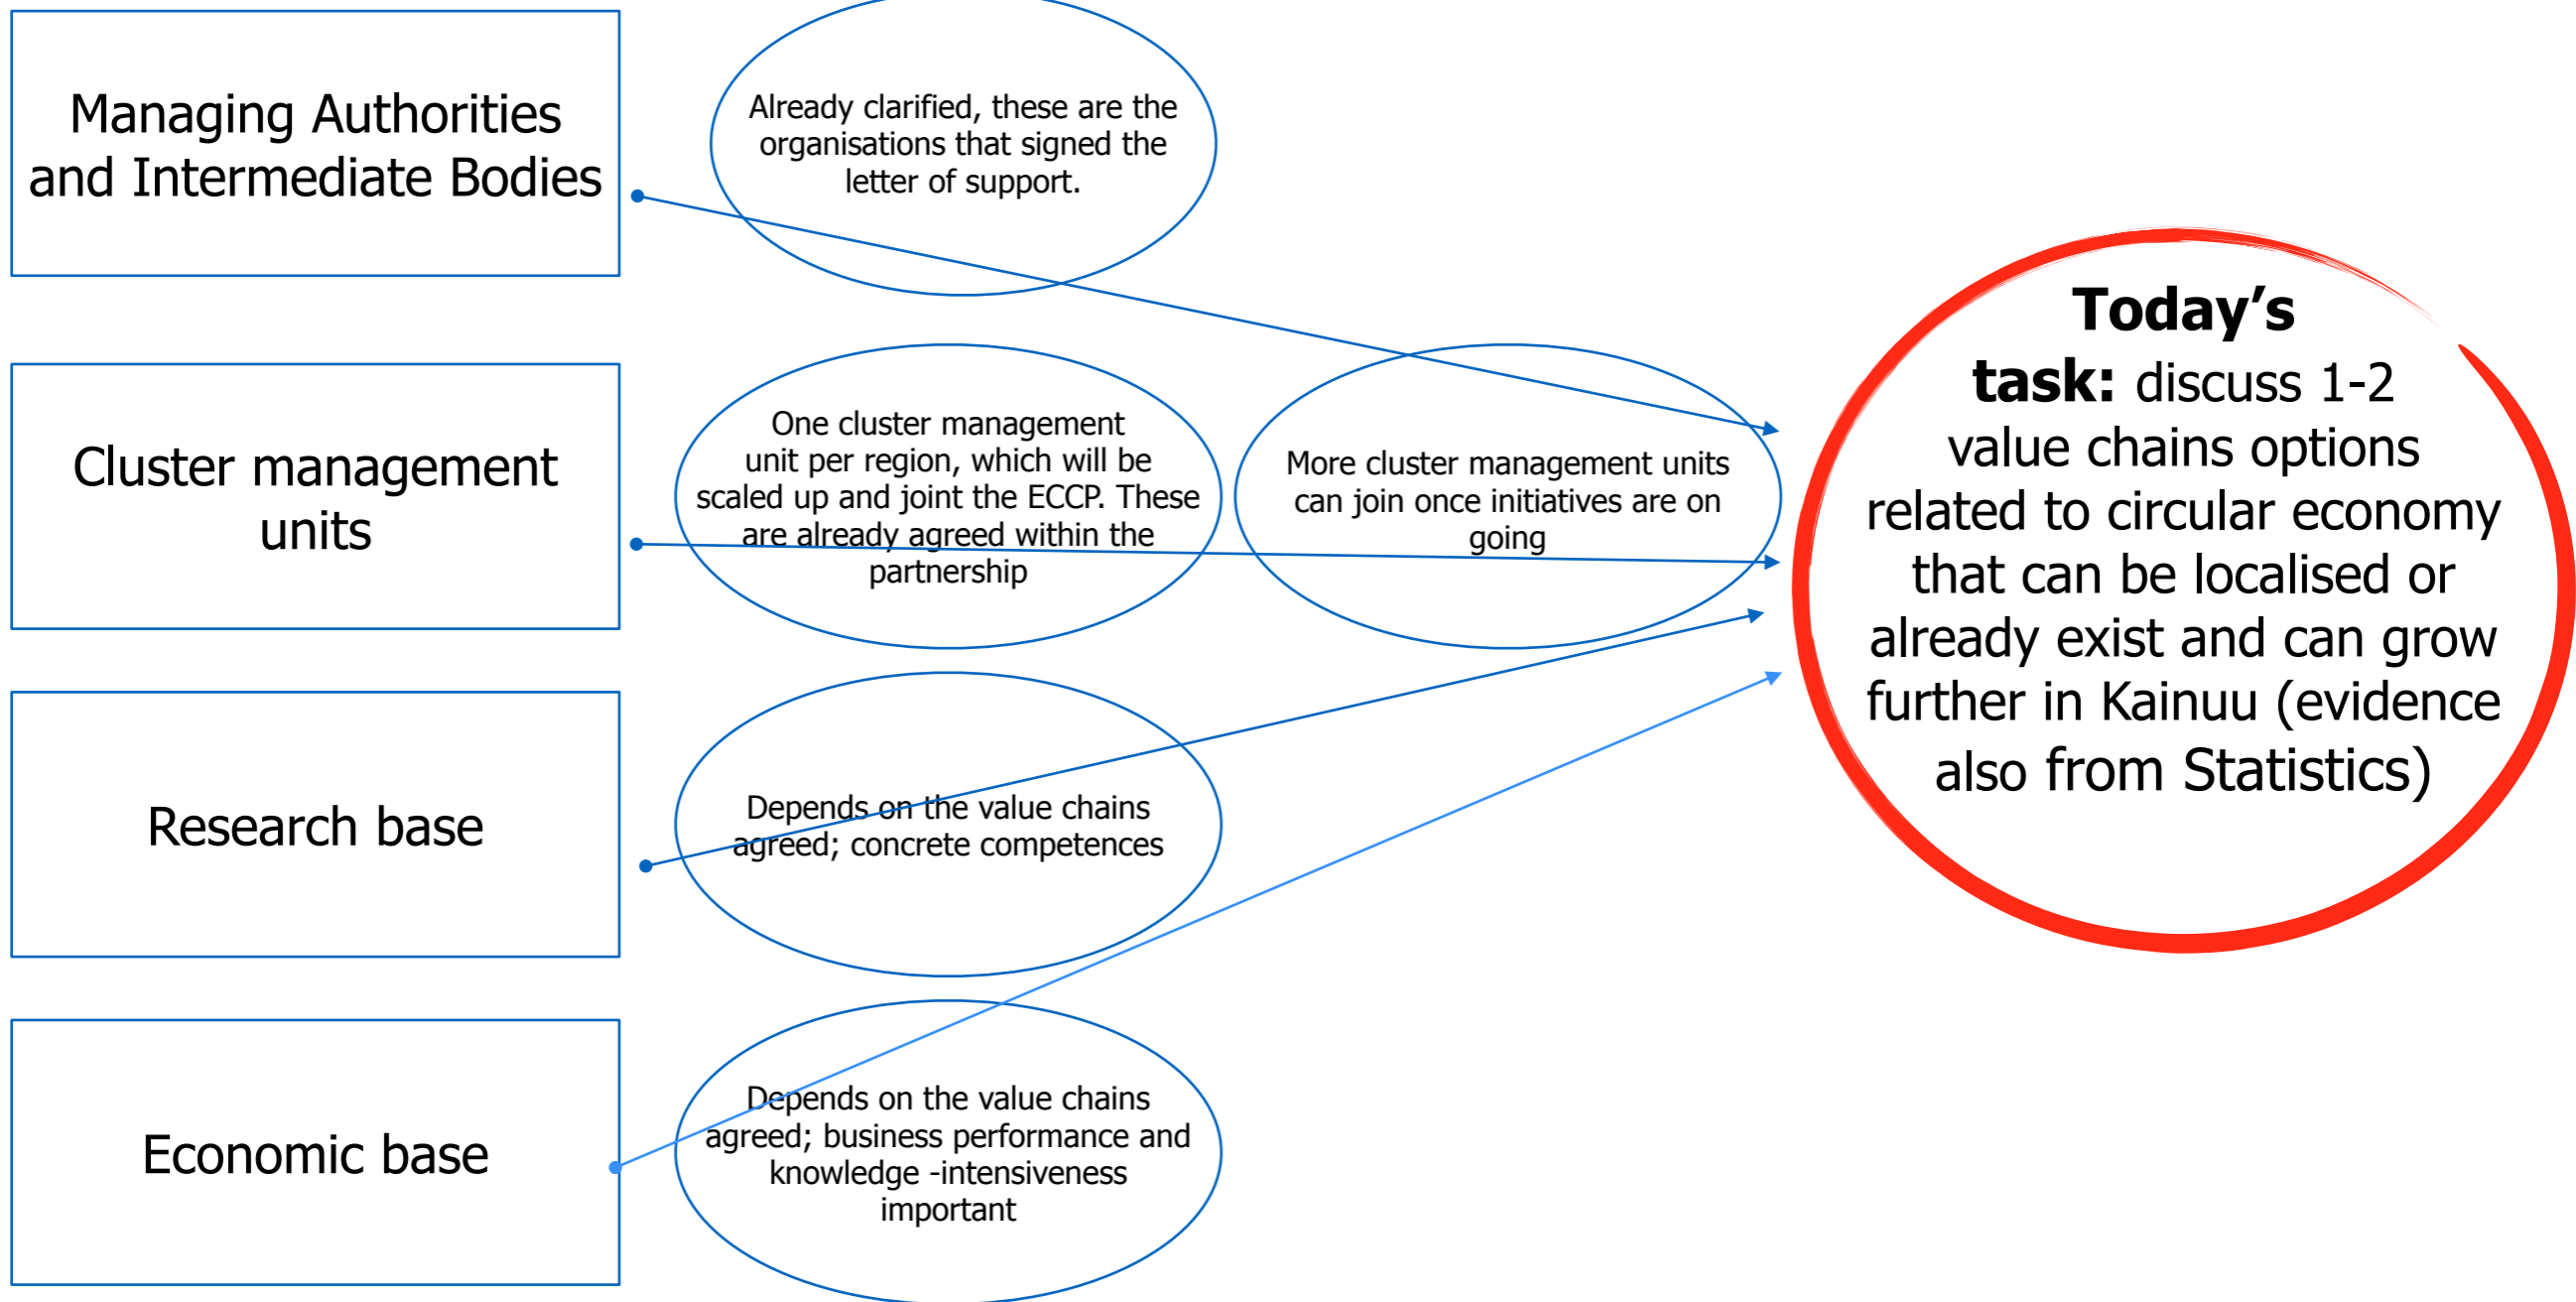 Managing Authorities
and Intermediate Bodies
Already clarified, these are the
organisations that signed the
letter of support.
Cluster management
units
One cluster management
unit per region, which will be
scaled up and joint the ECCP. These
are already agreed within the
partnership
More cluster management units
can join once initiatives are on
going
Research base
Depends on the value chains
agreed; concrete competences
Economic base
Depends on the value chains
agreed; business performance and
knowledge -intensiveness
important
Today’s
task: discuss 1-2
value chains options
related to circular economy
that can be localised or
already exist and can grow
further in Kainuu (evidence
also from Statistics)